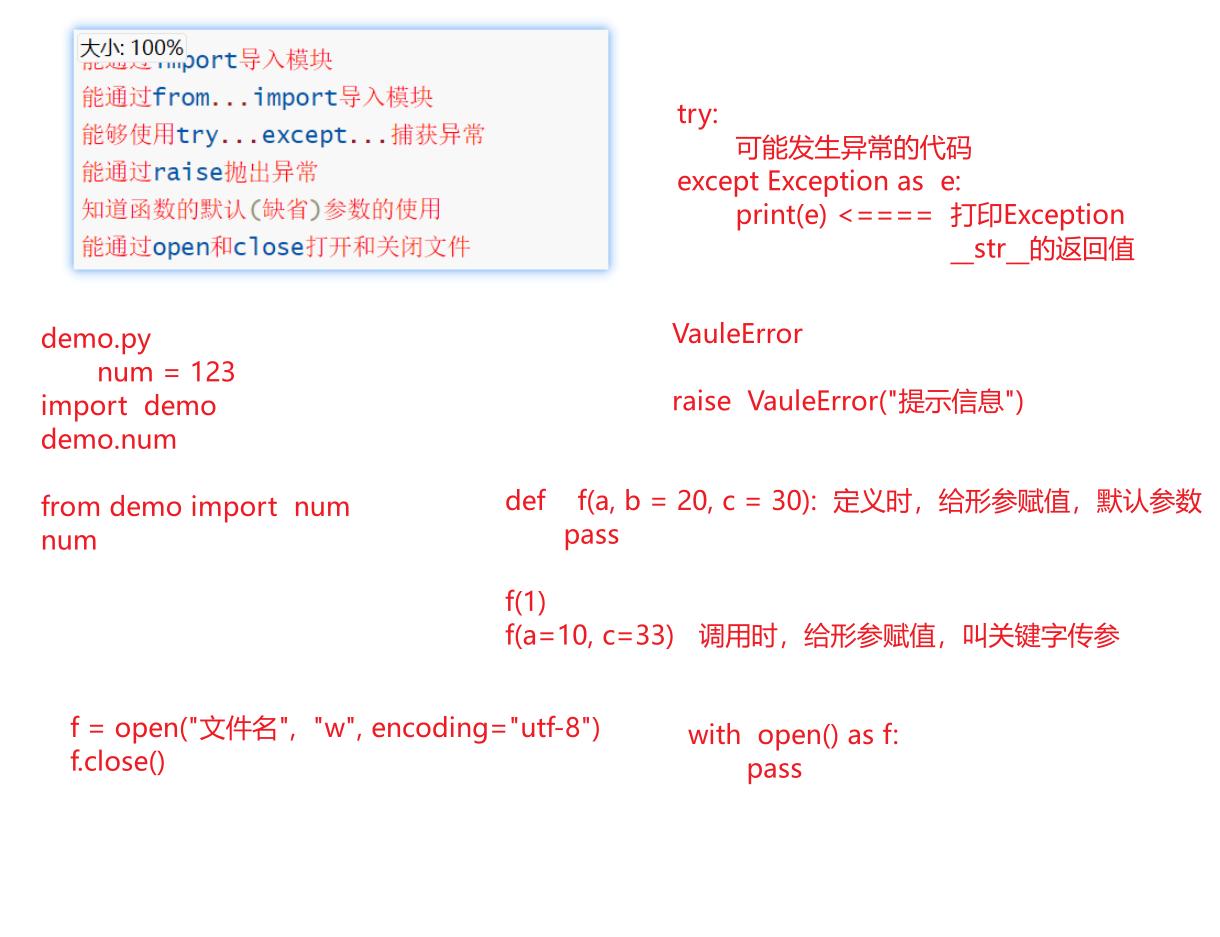 大小: 100%
能通过import导入模块
能通过from...import导入模块
能够使用try...except...捕获异常
能通过raise抛出异常
知道函数的默认(缺省)参数的使用
能通过open和close打开和关闭文件
try:
可能发生异常的代码
except Exception as e:
print(e) <==== 打印Exception
__str__的返回值
demo.py
num = 123
import demo
demo.num
from demo import num
num
VauleError
raise VauleError("提示信息")
def f(a, b = 20, c = 30): 定义时，给形参赋值，默认参数
pass
f(1)
f(a=10, c=33) 调用时，给形参赋值，叫关键字传参
f = open("文件名", "w", encoding="utf-8")
f.close()
with open() as f:
pass